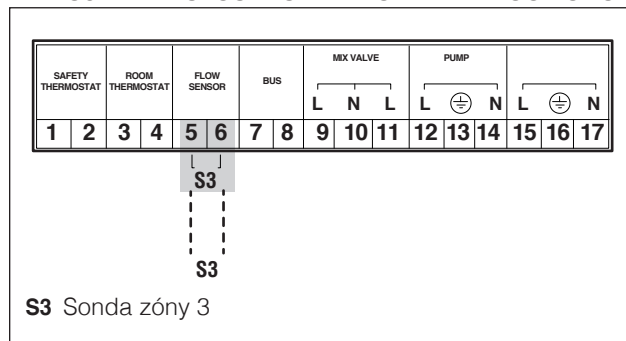 MIX VALVE PUMP
SAFETY THERMOSTAT ROOM THERMOSTAT FLOW SENSOR BUS
L N L L N L N
1 2 3 4 5 6 7 8 9 10 11 12 13 14 15 16 17
S3
S3
S3 Sonda zóny 3